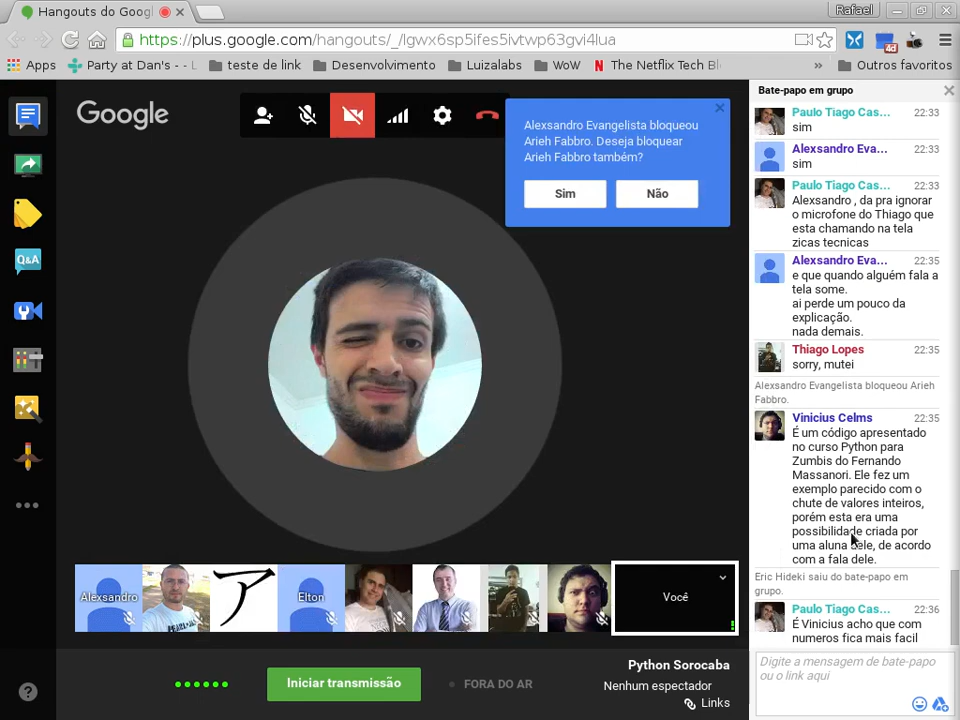 Hangouts do Googl
Rafael
https://plus.google.com/hangouts/_/lgwx6sp5ifes5ivtwp63gvi4lua
4d
Apps
Party at Dan's - - L
teste de link
Desenvolvimento
Luizalabs
WoW
N
The Netflix Tech Bl
»
Outros favoritos
Google
Alexsandro Evangelista bloqueou
Arieh Fabbro. Deseja bloquear
Arieh Fabbro também?
Sim
Não
Q&A
Bate-papo em grupo
Paulo Tiago Cas... 22:33
sim
Alexsandro Eva... 22:33
sim
Paulo Tiago Cas... 22:33
Alexsandro , da pra ignorar
o microfone do Thiago que
esta chamando na tela
zicas tecnicas
Alexsandro Eva... 22:35
e que quando alguém fala a
tela some.
ai perde um pouco da
explicação.
nada demais.
Thiago Lopes 22:35
sorry, mutei
Alexsandro Evangelista bloqueou Arieh
Fabbro.
Vinicius Celms 22:35
É um código apresentado
no curso Python para
Zumbis do Fernando
Massanori. Ele fez um
exemplo parecido com o
chute de valores inteiros,
porém esta era uma
possibilidade criada por
uma aluna dele, de acordo
com a fala dele.
Eric Hideki saiu do bate-papo em
grupo.
Paulo Tiago Cas... 22:36
É Vinicius acho que com
numeros fica mais facil
Digite a mensagem de bate-papo
ou o link aqui
Alexsandro
ア
Elton
Você
Iniciar transmissão
FORA DO AR
Python Sorocaba
Nenhum espectador
Links
?